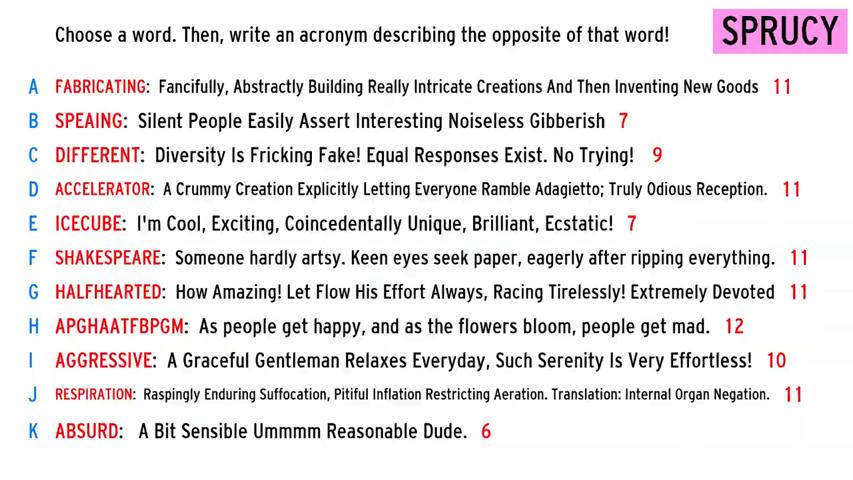 Choose a word. Then, write an acronym describing the opposite of that word!
SPRUCY
A FABRICATING: Fancifully, Abstractly Building Really Intricate Creations And Then Inventing New Goods 11
B SPEAING: Silent People Easily Assert Interesting Noiseless Gibberish 7
C DIFFERENT: Diversity Is Fricking Fake! Equal Responses Exist. No Trying! 9
D ACCELERATOR: A Crummy Creation Explicitly Letting Everyone Ramble Adagietto; Truly Odious Reception. 11
E ICECUBE: I'm Cool, Exciting, Coincedentally Unique, Brilliant, Ecstatic! 7
F SHAKESPEARE: Someone hardly artsy. Keen eyes seek paper, eagerly after ripping everything. 11
G HALFHEARTED: How Amazing! Let Flow His Effort Always, Racing Tirelessly! Extremely Devoted 11
H APGHAATFBPGM: As people get happy, and as the flowers bloom, people get mad. 12
I AGGRESSIVE: A Graceful Gentleman Relaxes Everyday, Such Serenity Is Very Effortless! 10
J RESPIRATION: Raspingly Enduring Suffocation, Pitiful Inflation Restricting Aeration. Translation: Internal Organ Negation. 11
K ABSURD: A Bit Sensible Ummmm Reasonable Dude. 6